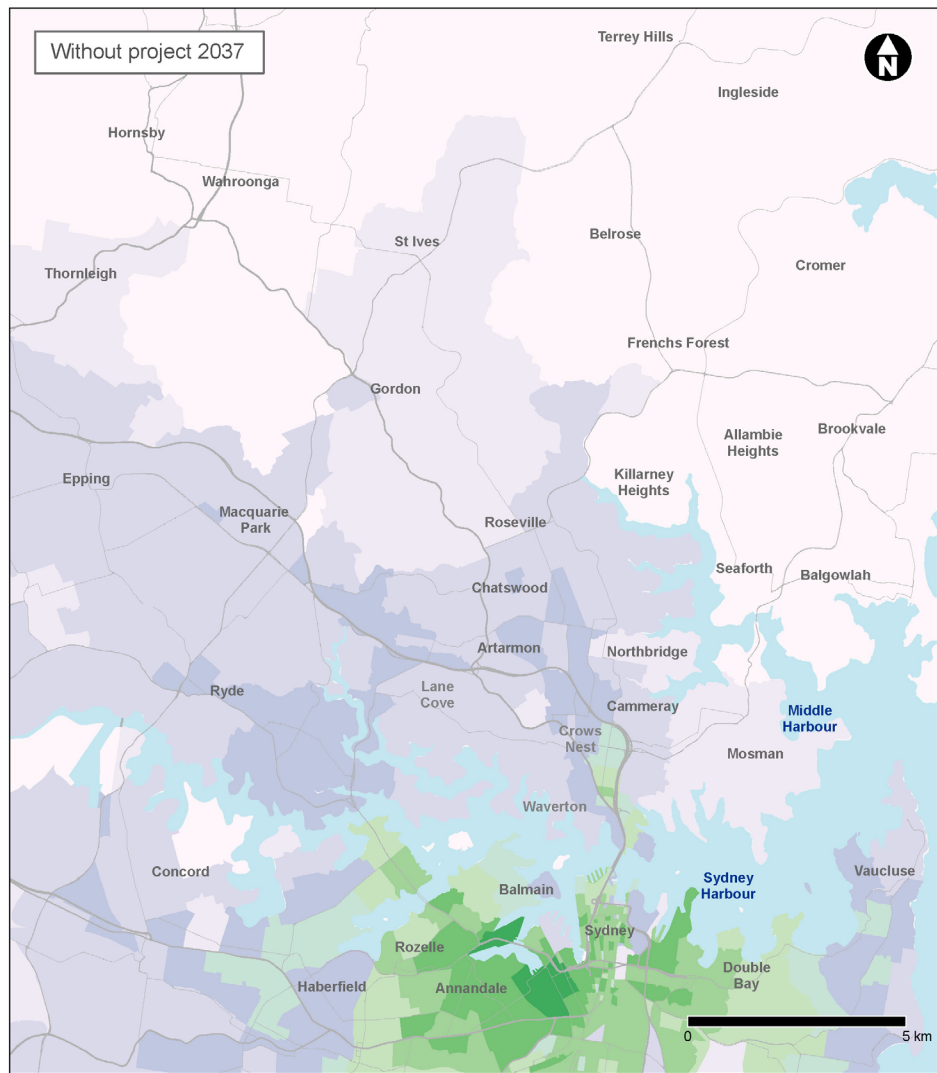 Without project 2037
Terrey Hills
N
Ingleside
Hornsby
Wahroonga
Belrose
St Ives
Cromer
Thornleigh
Frenchs Forest
Gordon
Brookvale
Allambie
Heights
Epping
Killarney
Heights
Macquarie
Park
Roseville
Seaforth
Balgowlah
Chatswood
Artarmon
Northbridge
Ryde
Lane
Cove
Cammeray
Middle
Harbour
Crows
Nest
Mosman
Waverton
Concord
Vaucluse
Sydney
Harbour
Balmain
Sydney
Rozelle
Double
Bay
Haberfield
Annandale
0
5 km